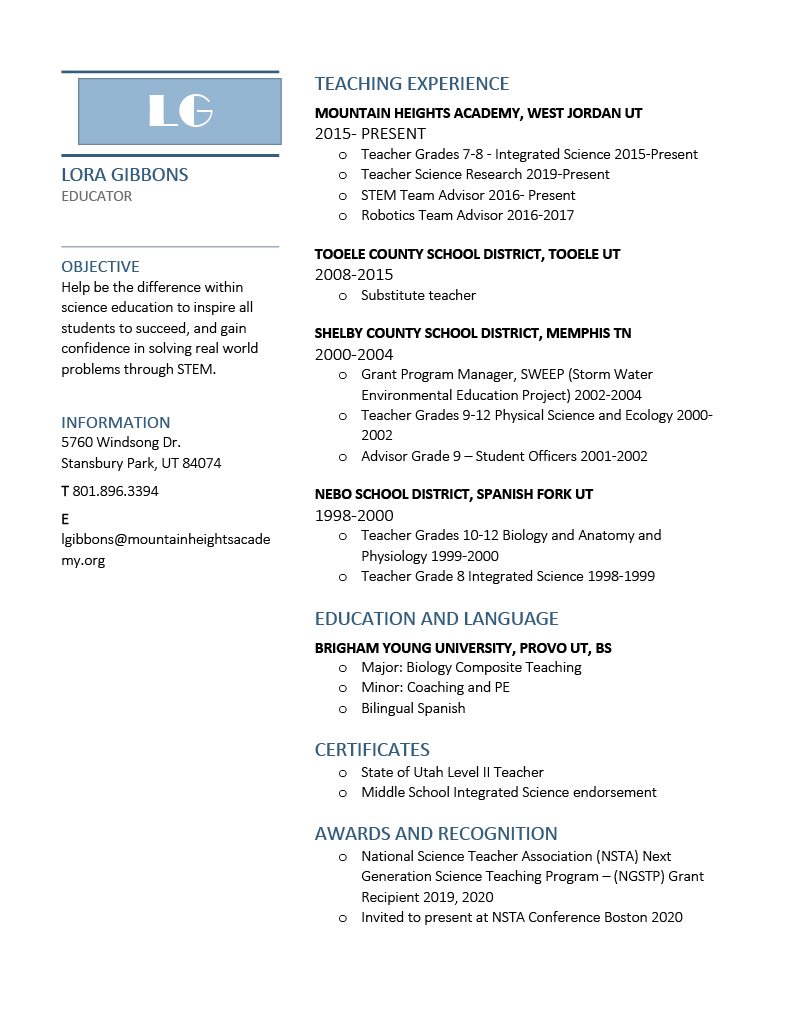 LG
LORA GIBBONS
EDUCATOR
OBJECTIVE
Help be the difference within
science education to inspire all
students to succeed, and gain
confidence in solving real world
problems through STEM.
INFORMATION
5760 Windsong Dr.
Stansbury Park, UT 84074
T 801.896.3394
E
lgibbons@mountainheightsacade
my.org
TEACHING EXPERIENCE
MOUNTAIN HEIGHTS ACADEMY, WEST JORDAN UT
2015- PRESENT
o Teacher Grades 7-8 - Integrated Science 2015-Present
o Teacher Science Research 2019-Present
o STEM Team Advisor 2016- Present
o Robotics Team Advisor 2016-2017
TOOELE COUNTY SCHOOL DISTRICT, TOOELE UT
2008-2015
o Substitute teacher
SHELBY COUNTY SCHOOL DISTRICT, MEMPHIS TN
2000-2004
o Grant Program Manager, SWEEP (Storm Water
Environmental Education Project) 2002-2004
o Teacher Grades 9-12 Physical Science and Ecology 2000-
2002
o Advisor Grade 9 – Student Officers 2001-2002
NEBO SCHOOL DISTRICT, SPANISH FORK UT
1998-2000
o Teacher Grades 10-12 Biology and Anatomy and
Physiology 1999-2000
o Teacher Grade 8 Integrated Science 1998-1999
EDUCATION AND LANGUAGE
BRIGHAM YOUNG UNIVERSITY, PROVO UT, BS
o Major: Biology Composite Teaching
o Minor: Coaching and PE
o Bilingual Spanish
CERTIFICATES
o State of Utah Level II Teacher
o Middle School Integrated Science endorsement
AWARDS AND RECOGNITION
o National Science Teacher Association (NSTA) Next
Generation Science Teaching Program – (NGSTP) Grant
Recipient 2019, 2020
o Invited to present at NSTA Conference Boston 2020